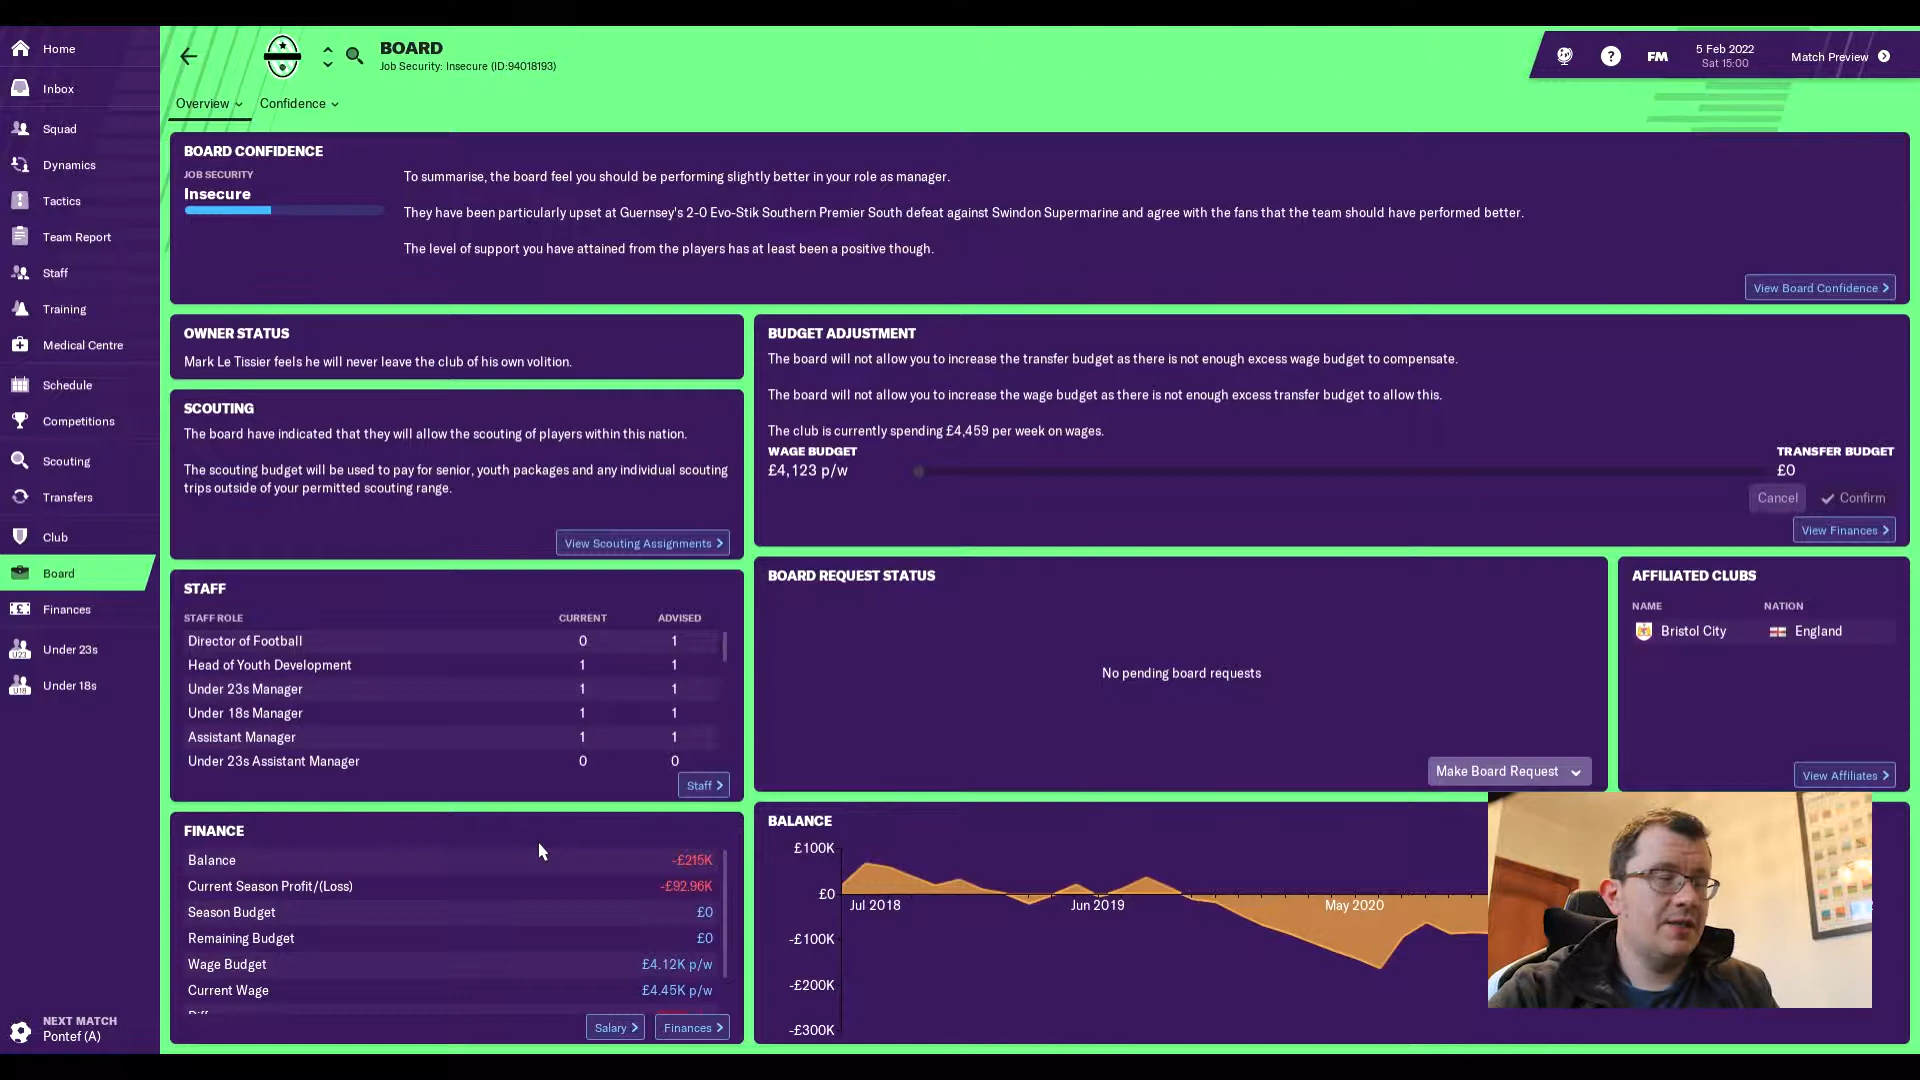 Home
Inbox
Squad
Dynamics
Tactics
Team Report
Staff
Training
Medical Centre
Schedule
Competitions
Scouting
Transfers
Club
Board
Finances
U23
Under 23s
U18
Under 18s
NEXT MATCH
Pontef (A)
BOARD
Job Security: Insecure (ID:94018193)
FM
5 Feb 2022
Sat 15:00
Match Preview
Overview
Confidence
BOARD CONFIDENCE
JOB SECURITY
Insecure
To summarise, the board feel you should be performing slightly better in your role as manager.
They have been particularly upset at Guernsey's 2-0 Evo-Stik Southern Premier South defeat against Swindon Supermarine and agree with the fans that the team should have performed better.
The level of support you have attained from the players has at least been a positive though.
View Board Confidence
OWNER STATUS
Mark Le Tissier feels he will never leave the club of his own volition.
SCOUTING
The board have indicated that they will allow the scouting of players within this nation.
The scouting budget will be used to pay for senior, youth packages and any individual scouting
trips outside of your permitted scouting range.
View Scouting Assignments
BUDGET ADJUSTMENT
The board will not allow you to increase the transfer budget as there is not enough excess wage budget to compensate.
The board will not allow you to increase the wage budget as there is not enough excess transfer budget to allow this.
The club is currently spending £4,459 per week on wages.
WAGE BUDGET
£4,123 p/w
TRANSFER BUDGET
£0
Cancel
Confirm
View Finances
STAFF
STAFF ROLE CURRENT ADVISED
Director of Football 0 1
Head of Youth Development 1 1
Under 23s Manager 1 1
Under 18s Manager 1 1
Assistant Manager 1 1
Under 23s Assistant Manager 0 0
Staff
BOARD REQUEST STATUS
No pending board requests
Make Board Request
AFFILIATED CLUBS
NAME NATION
Bristol City England
View Affiliates
FINANCE
Balance -£215K
Current Season Profit/(Loss) -£92.96K
Season Budget £0
Remaining Budget £0
Wage Budget £4.12K p/w
Current Wage £4.45K p/w
Salary
Finances
BALANCE
£100K
£0
-£100K
-£200K
-£300K
Jul 2018
Jun 2019
May 2020